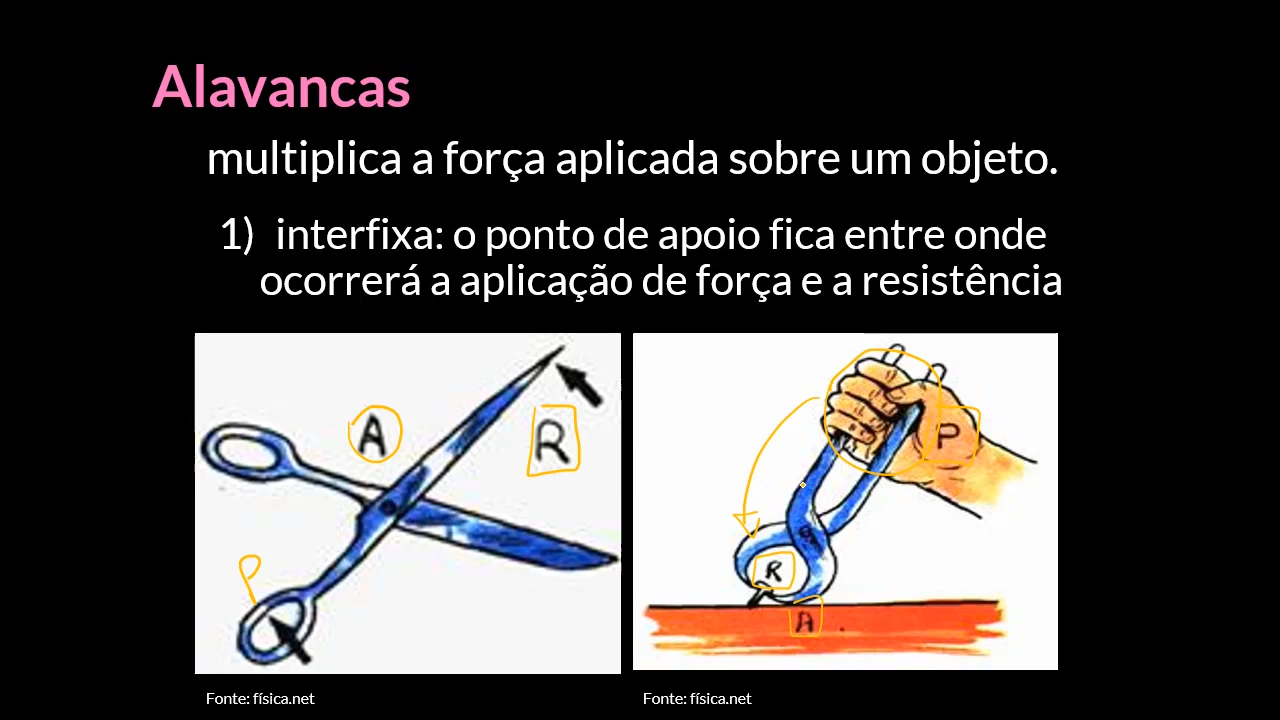 Alavancas
multiplica a força aplicada sobre um objeto.
1) interfixa: o ponto de apoio fica entre onde
ocorrerá a aplicação de força e a resistência
A
R
P
P
R
A
Fonte: física.net
Fonte: física.net